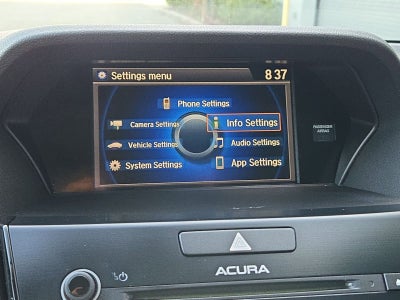 Settings menu 8 37
Phone Settings
Camera Settings Info Settings
Vehicle Settings Audio Settings
System Settings App Settings
PASSENGER
AIRBAG
ACURA